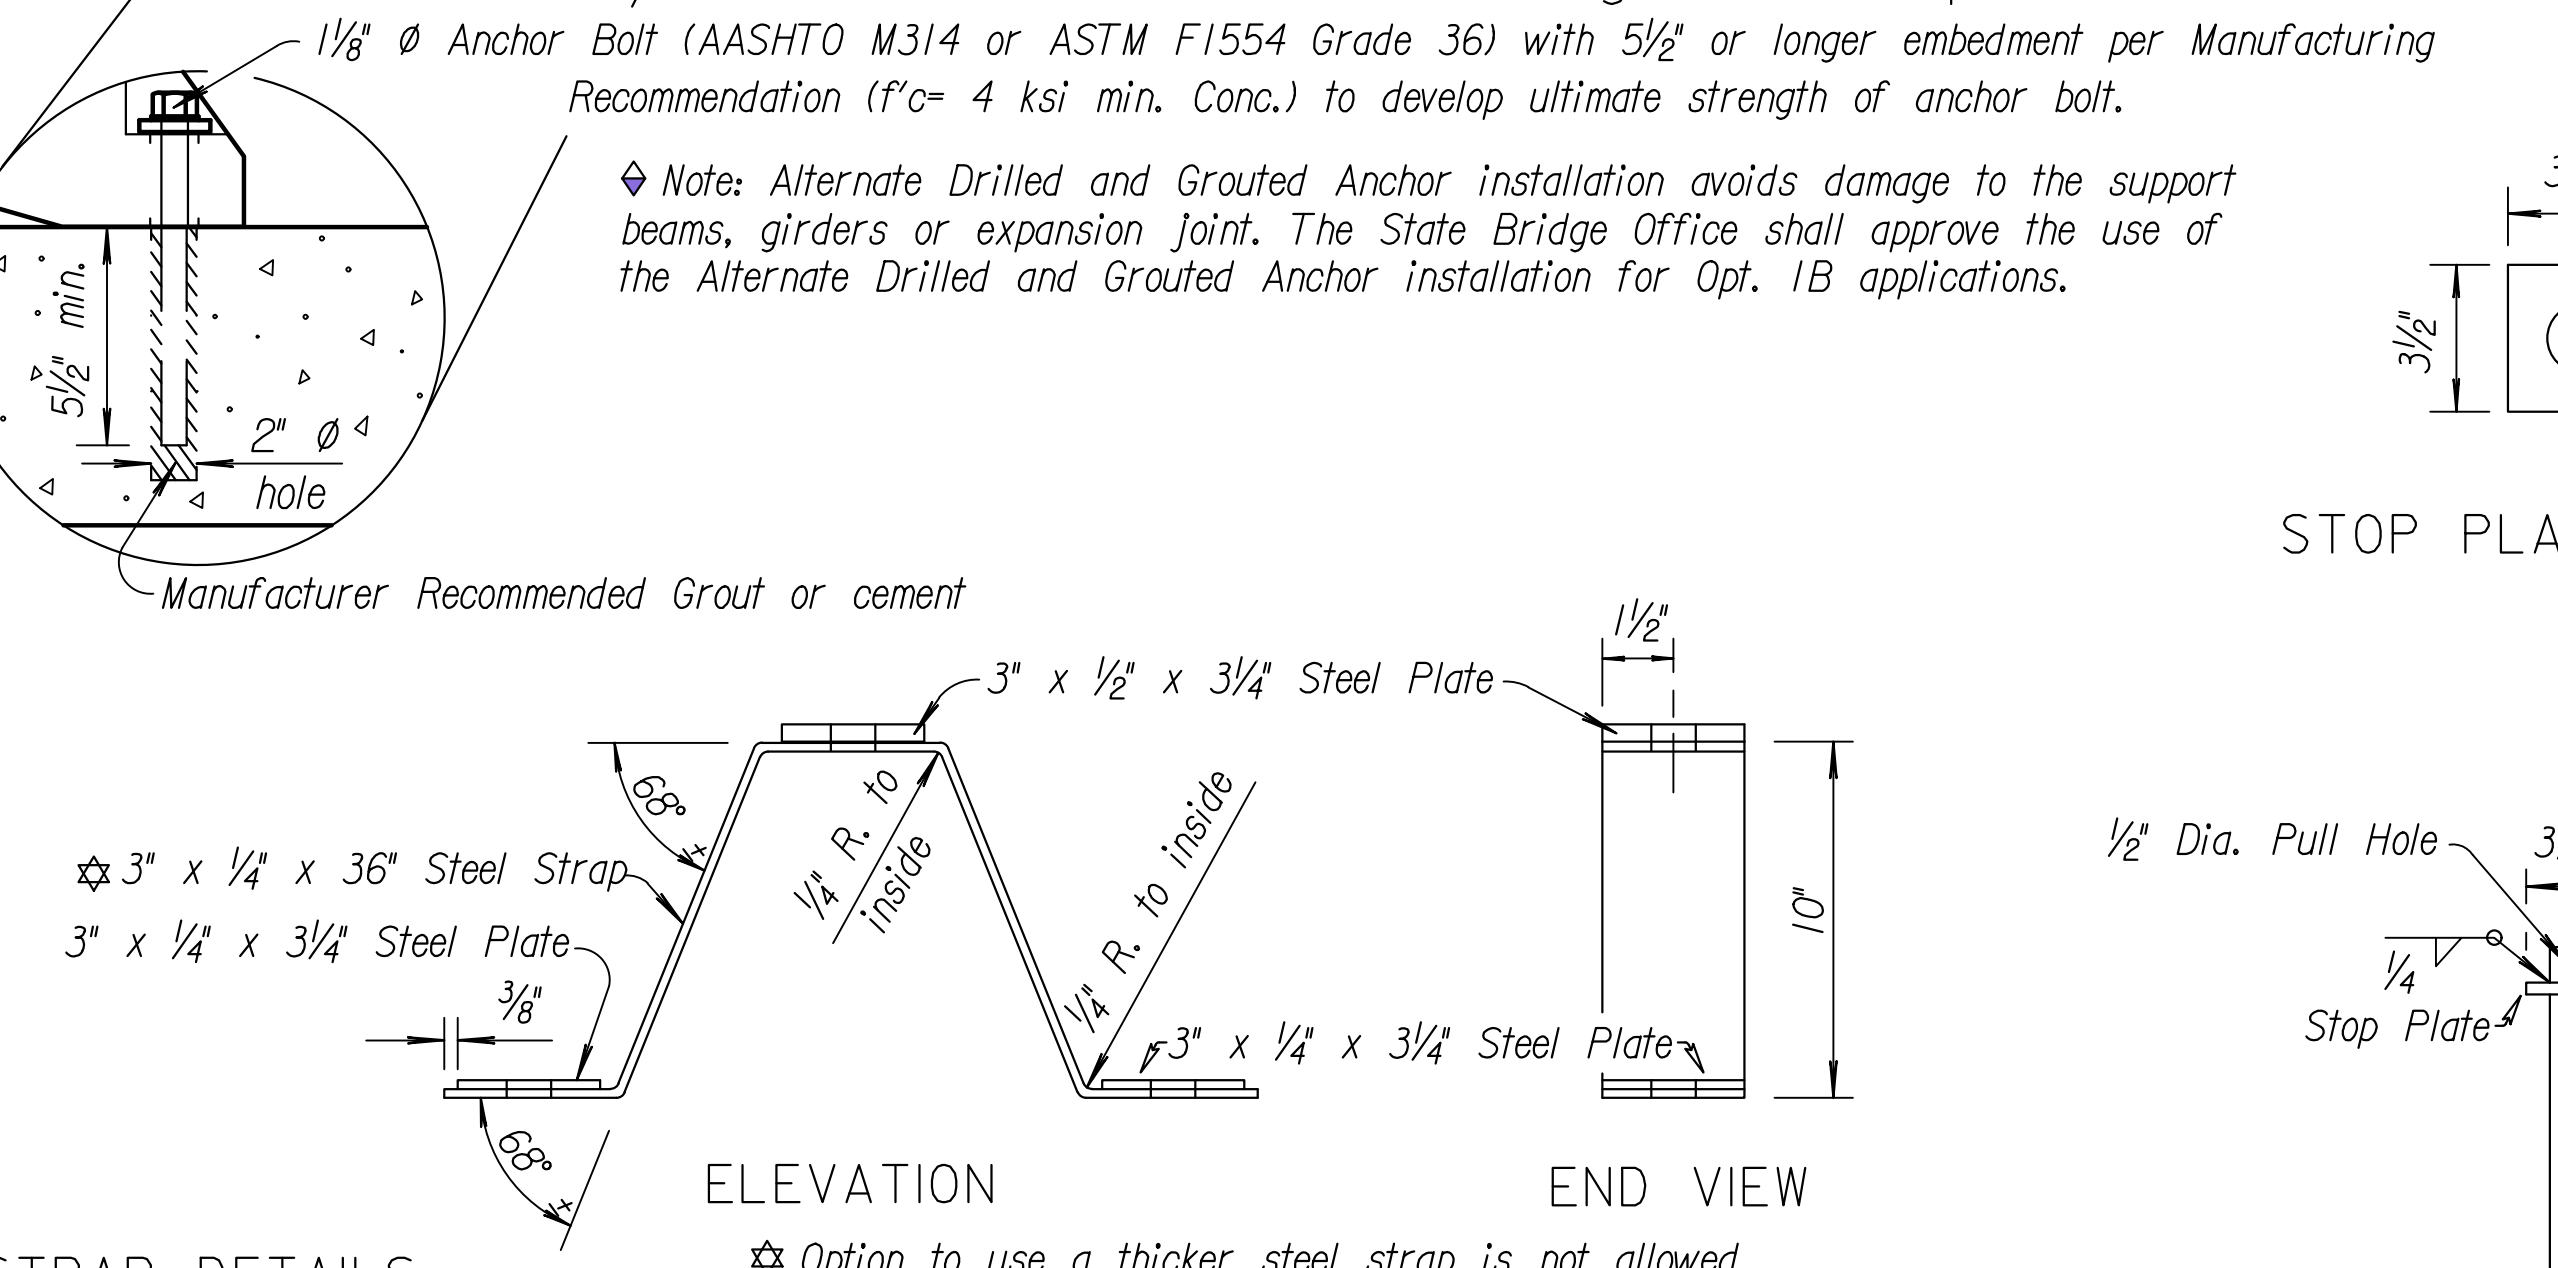 1⅛" Ø Anchor Bolt (AASHTO M314 or ASTM F1554 Grade 36) with 5½" or longer embedment per Manufacturing
Recommendation (f'c= 4 ksi min. Conc.) to develop ultimate strength of anchor bolt.
Note: Alternate Drilled and Grouted Anchor installation avoids damage to the support
beams, girders or expansion joint. The State Bridge Office shall approve the use of
the Alternate Drilled and Grouted Anchor installation for Opt. 1B applications.
5½" min.
2" Ø
hole
Manufacturer Recommended Grout or cement
3½"
STOP
1½"
3" x ½" x 3¼" Steel Plate
68°
±
¼" R. to
inside
¼" R. to inside
✡ 3" x ¼" x 36" Steel Strap
3" x ¼" x 3¼" Steel Plate
⅜"
3" x ¼" x 3¼" Steel Plate
10"
½" Dia. Pull Hole
¼
Stop Plate
68°
±
ELEVATION
END VIEW
✡ Option to use a thicker steel strap is not allowed
DETAILS